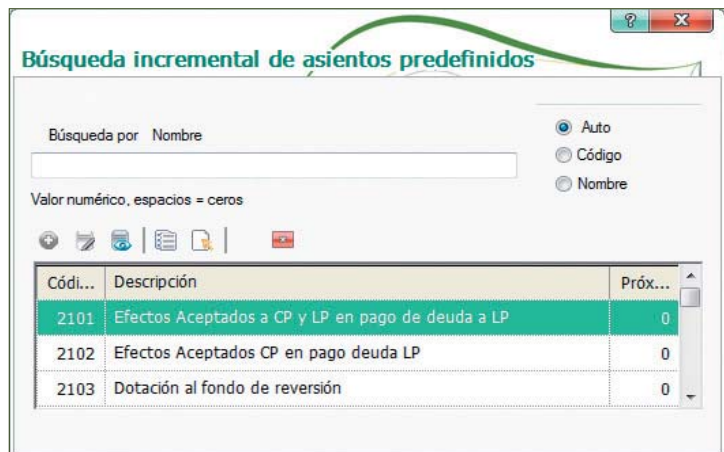 Búsqueda incremental de asientos predefinidos
Búsqueda por Nombre
Auto
Código
Nombre
Valor numérico, espacios = ceros
Códi... Descripción Próx...
2101 Efectos Aceptados a CP y LP en pago de deuda a LP 0
2102 Efectos Aceptados CP en pago deuda LP 0
2103 Dotación al fondo de reversión 0